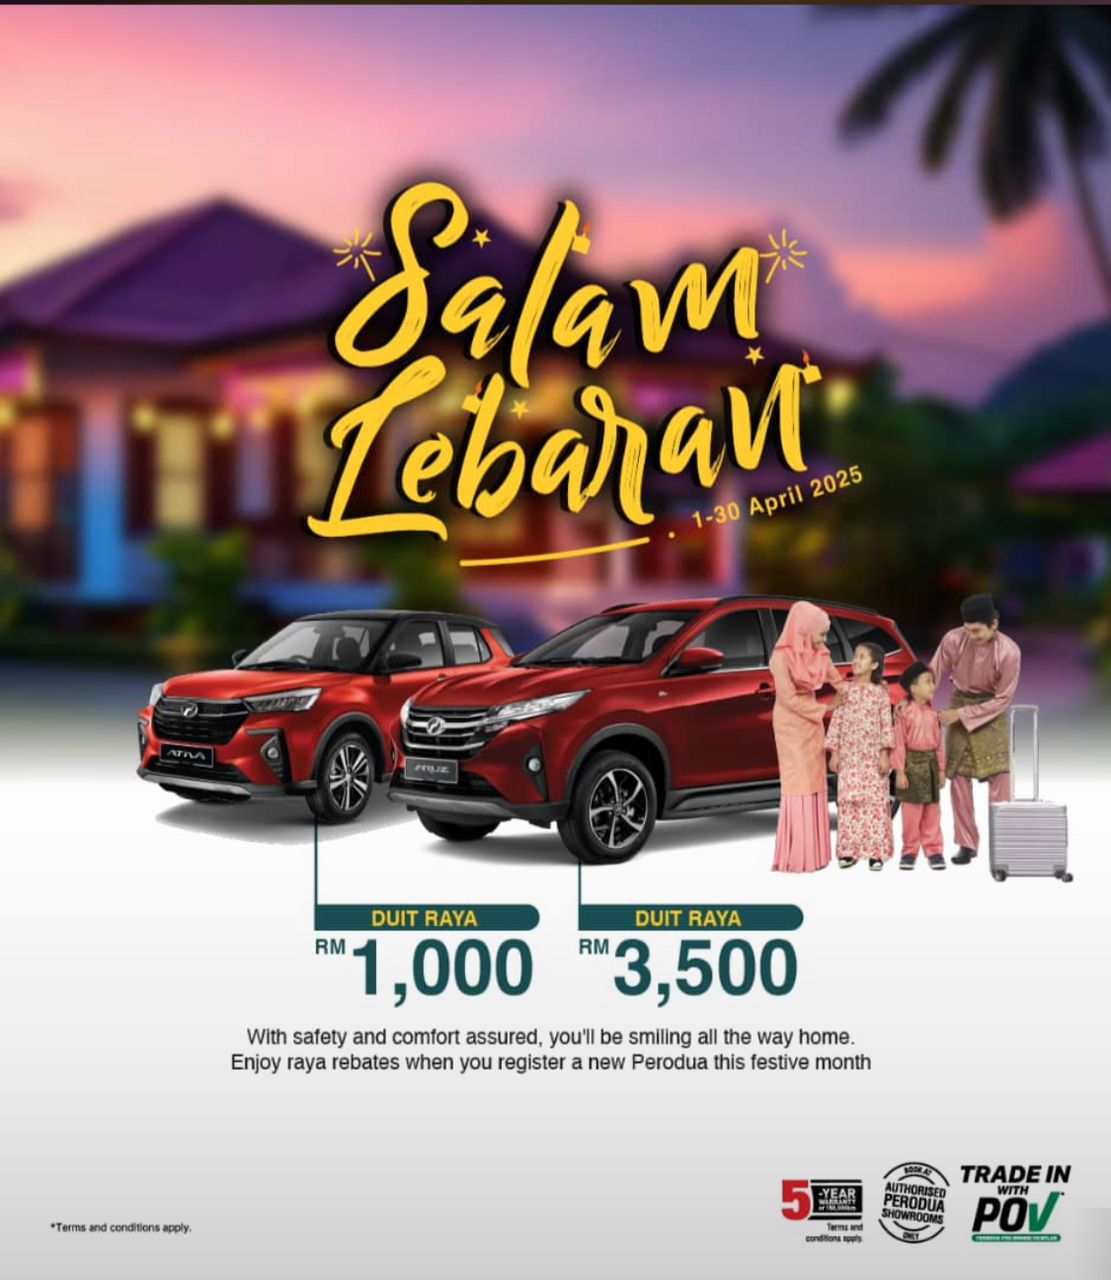 Salam
Lebaran
1-30 April 2025
ATIVA
ARUZ
DUIT RAYA
RM 1,000
DUIT RAYA
RM 3,500
With safety and comfort assured, you'll be smiling all the way home.
Enjoy raya rebates when you register a new Perodua this festive month
*Terms and conditions apply.
5-YEAR
WARRANTY
or 150,000km
Terms and
conditions apply.
BOOK AT
AUTHORISED
PERODUA
SHOWROOMS
ONLY
TRADE IN
WITH
POV